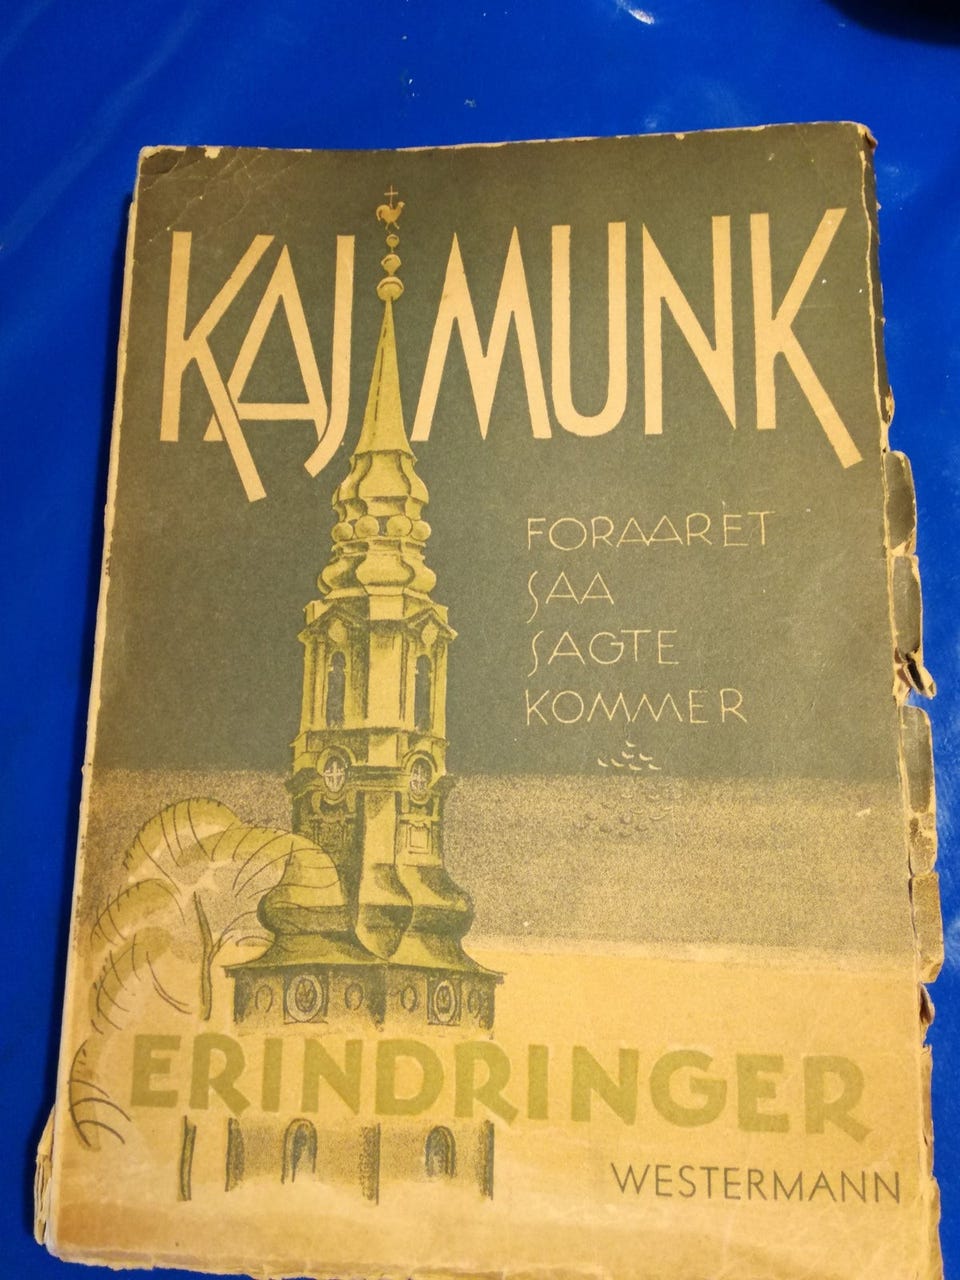 KAJ MUNK
FORAARET
SAA
SAGTE
KOMMER
ERINDRINGER
WESTERMANN